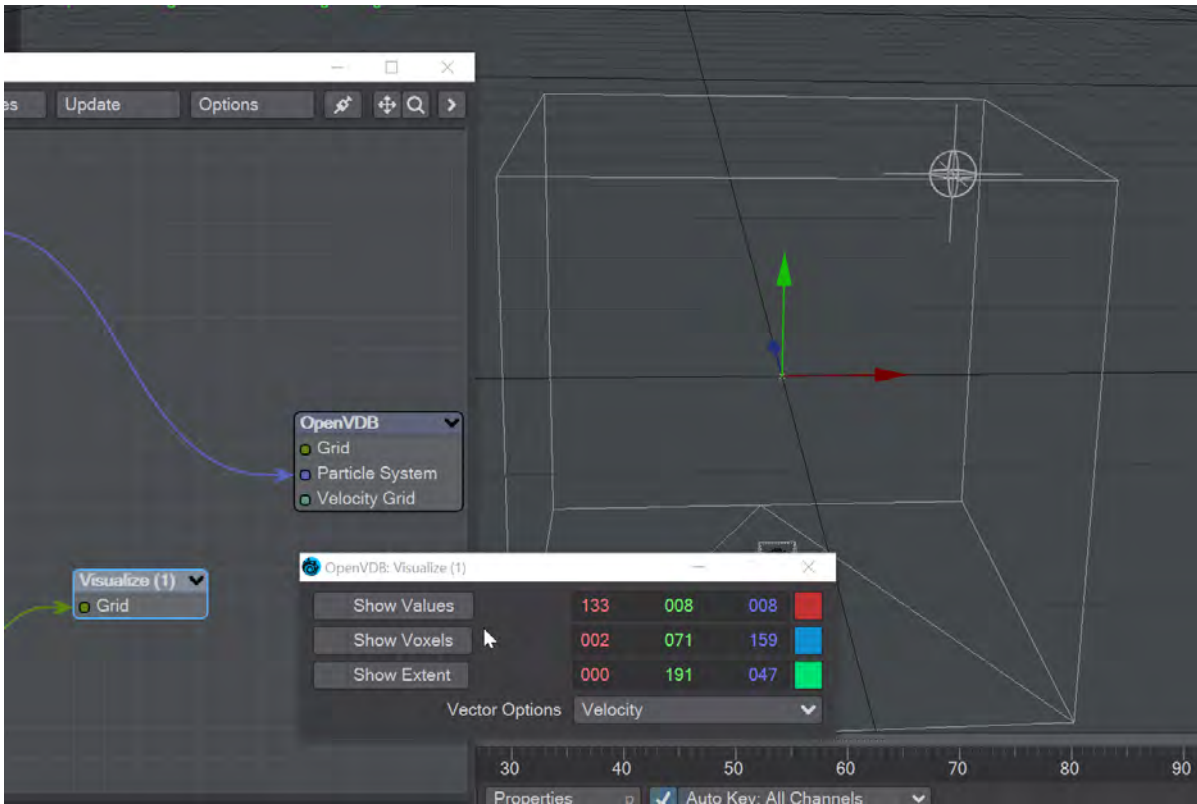 es Update Options
OpenVDB
Grid
Particle System
Velocity Grid
Visualize (1)
Grid
OpenVDB: Visualize (1)
Show Values 133 008 008
Show Voxels 002 071 159
Show Extent 000 191 047
Vector Options Velocity
30 40 50 60 70 80 90
Properties p Auto Key: All Channels